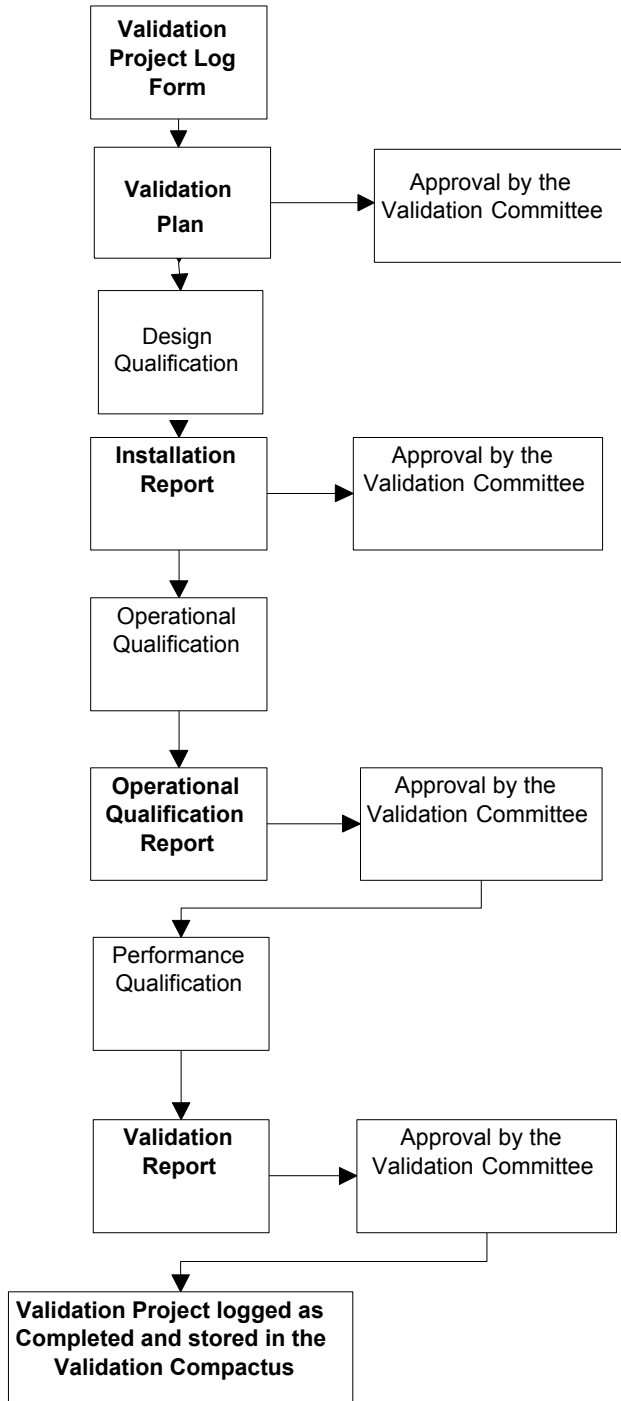 Validation
Project Log
Form
Validation
Plan
Approval by the
Validation Committee
Design
Qualification
Installation
Report
Approval by the
Validation Committee
Operational
Qualification
Operational
Qualification
Report
Approval by the
Validation Committee
Performance
Qualification
Validation
Report
Approval by the
Validation Committee
Validation Project logged as
Completed and stored in the
Validation Compactus